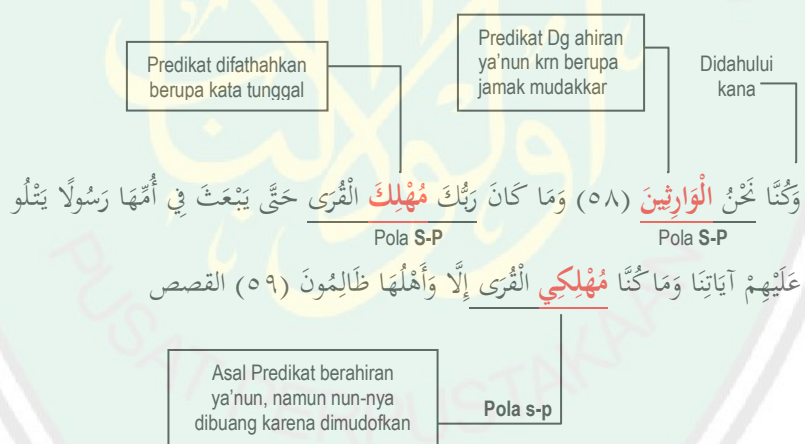 Predikat difathahkan
berupa kata tunggal
Predikat Dg ahiran
ya'nun krn berupa
jamak mudakkar
Didahului
kana
وَكُنَّا نَحْنُ الْوَارِثِينَ (٥٨) وَمَا كَانَ رَبُّكَ مُهْلِكَ الْقُرَى حَتَّى يَبْعَثَ فِي أُمِّهَا رَسُولًا يَتْلُو
Pola S-P
Pola S-P
عَلَيْهِمْ آيَاتِنَا وَمَا كُنَّا مُهْلِكِي الْقُرَى إِلَّا وَأَهْلُهَا ظَالِمُونَ (٥٩) القصص
Asal Predikat berahiran
ya'nun, namun nun-nya
dibuang karena dimudofkan
Pola s-p